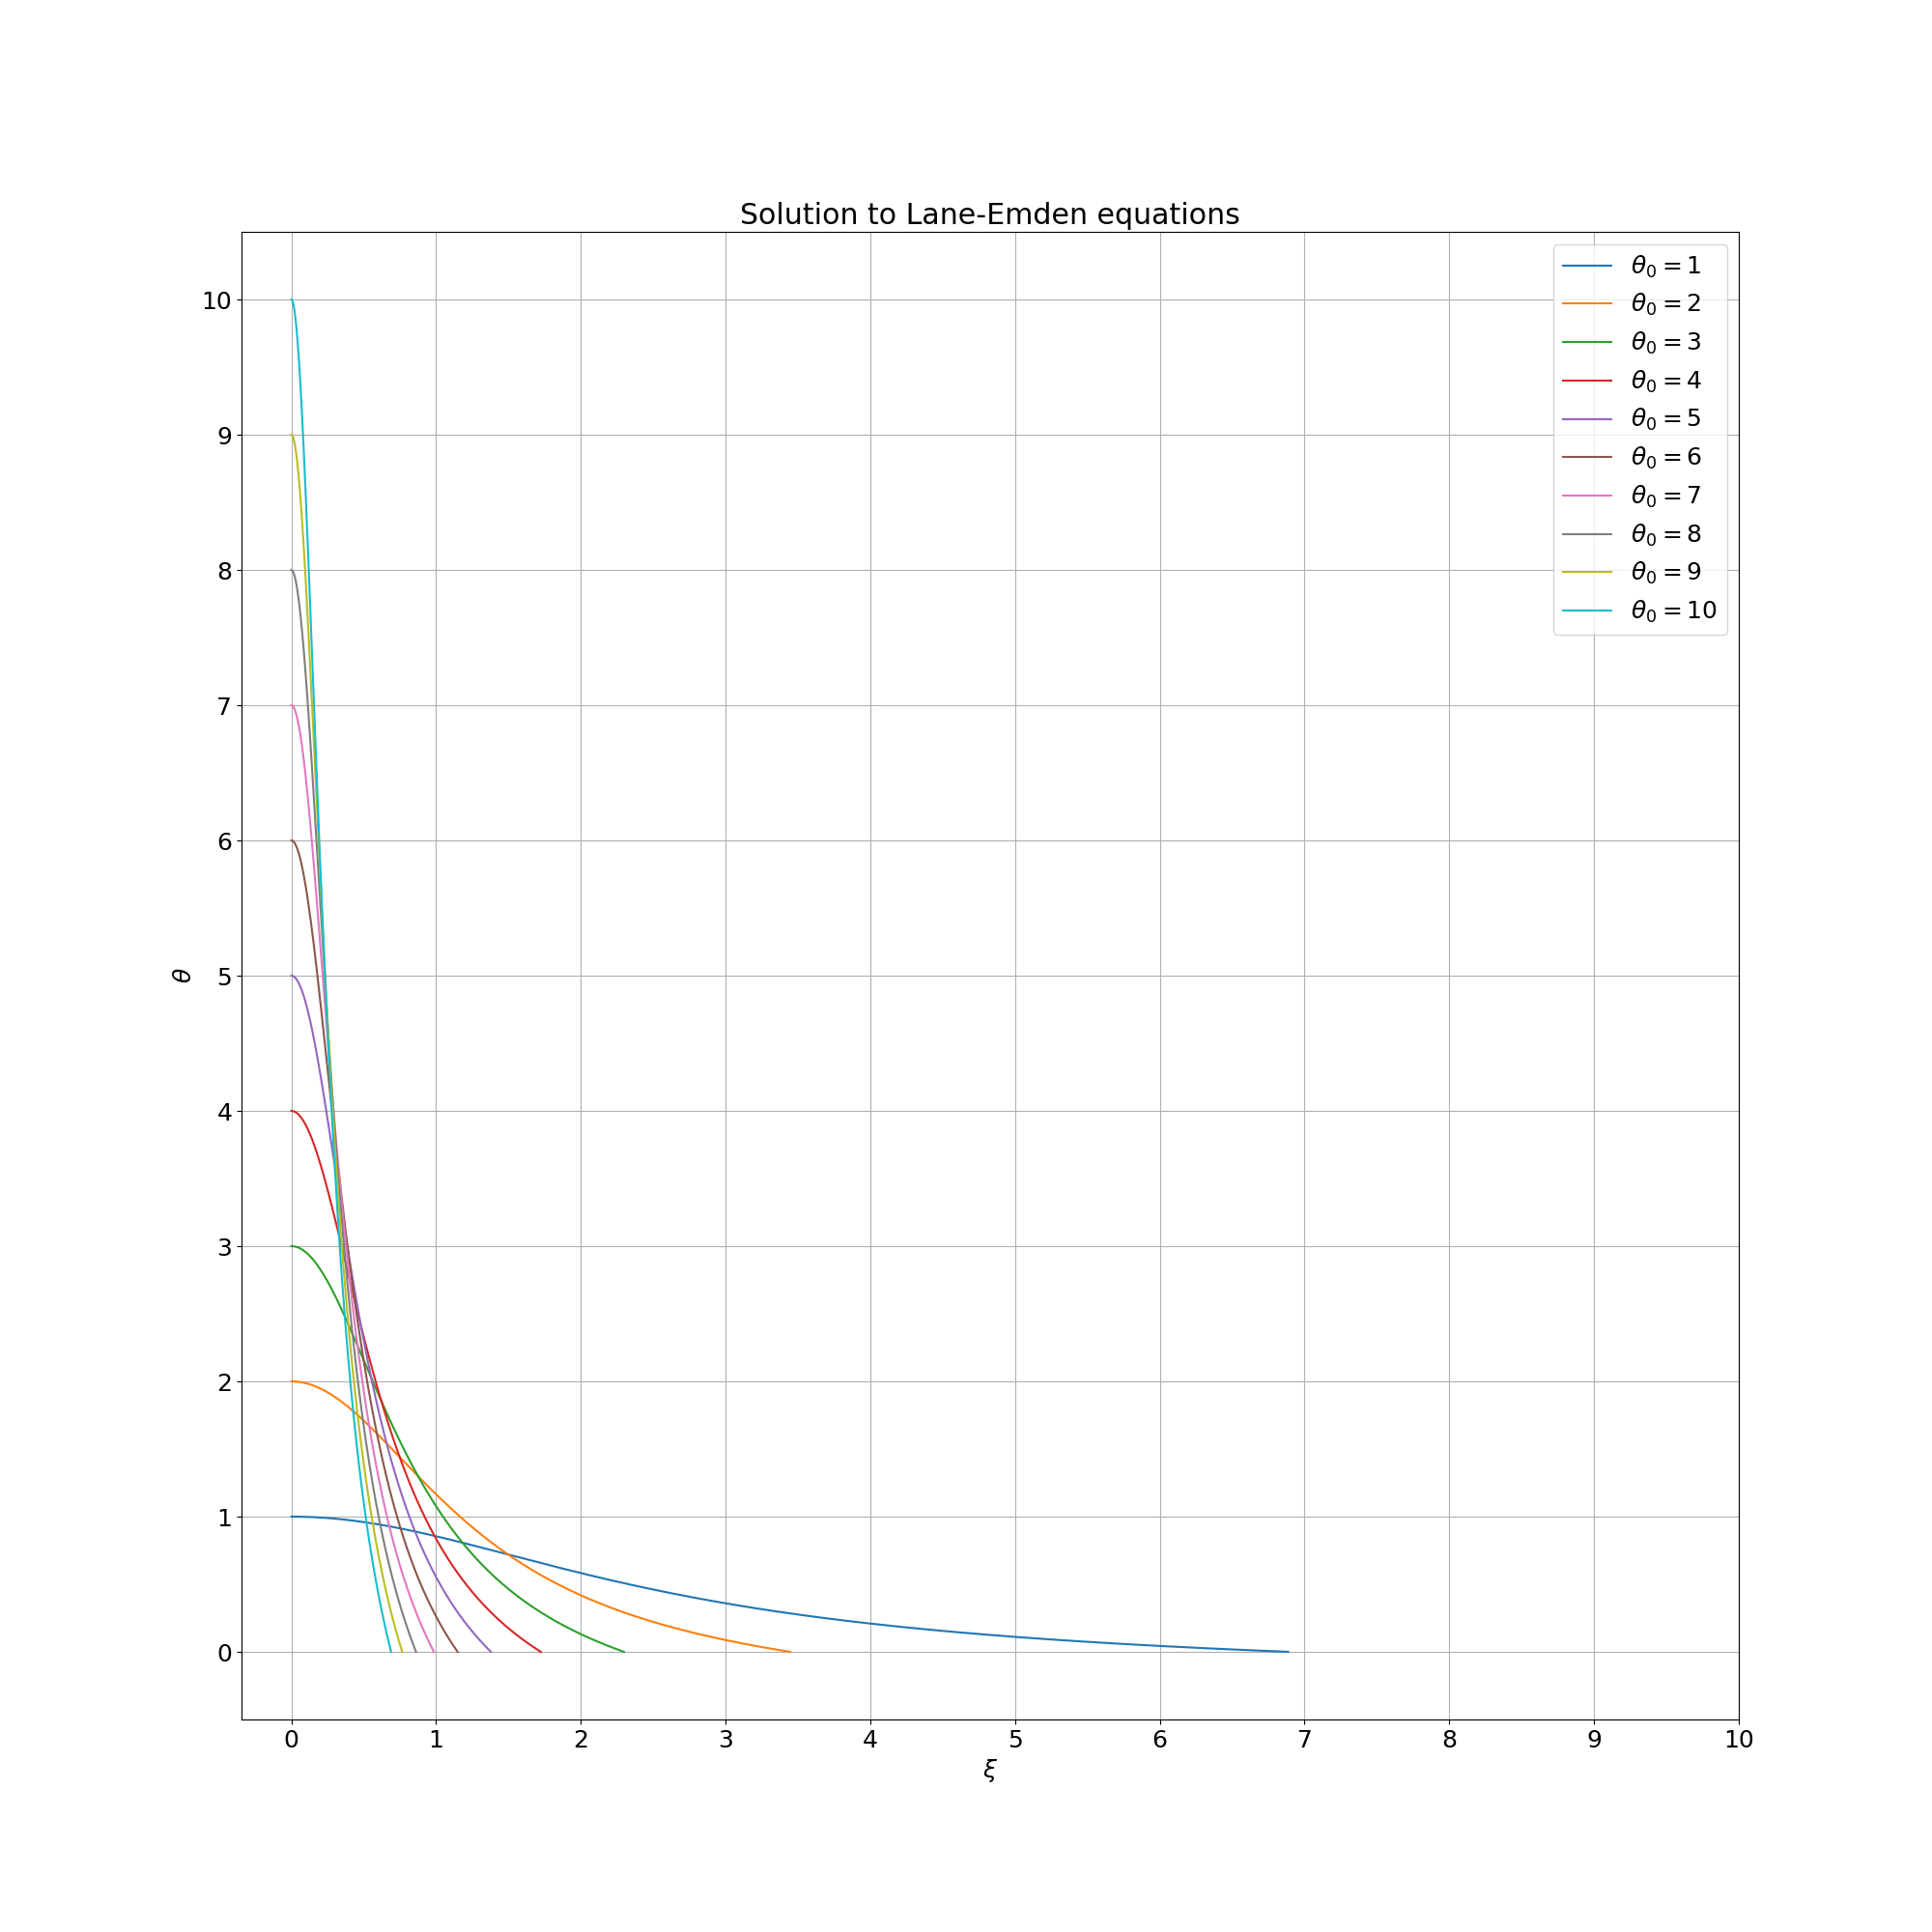 Solution to Lane-Emden equations
θ₀ = 1
θ₀ = 2
θ₀ = 3
θ₀ = 4
θ₀ = 5
θ₀ = 6
θ₀ = 7
θ₀ = 8
θ₀ = 9
θ₀ = 10
10
9
8
7
6
5
4
3
2
1
0
θ
0 1 2 3 4 5 6 7 8 9 10
ξ